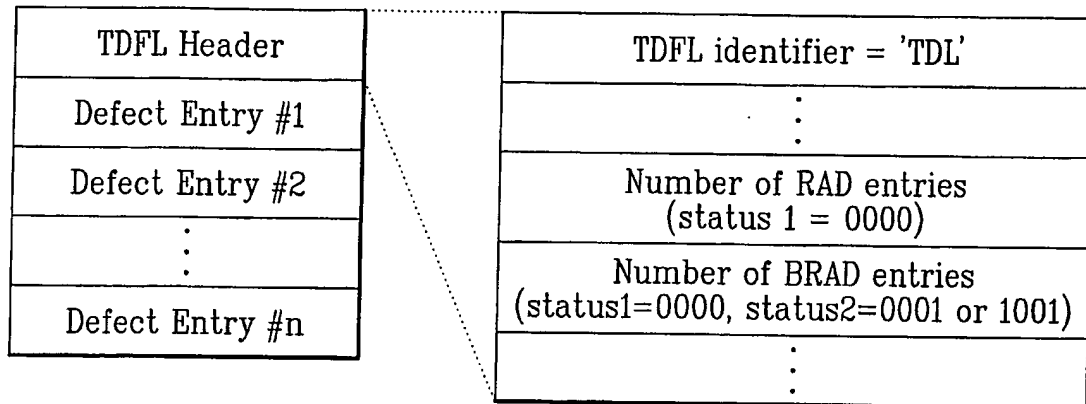 TDFL Header
Defect Entry #1
Defect Entry #2
Defect Entry #n
TDFL identifier = 'TDL'
Number of RAD entries
(status 1 = 0000)
Number of BRAD entries
(status1=0000, status2=0001 or 1001)